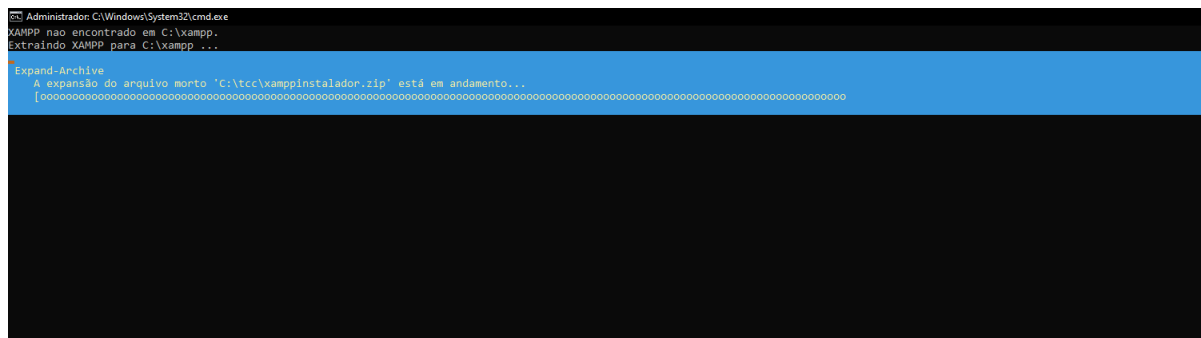 Administrador: C:\Windows\System32\cmd.exe
XAMPP nao encontrado em C:\xampp.
Extraindo XAMPP para C:\xampp ...
Expand-Archive
A expansão do arquivo morto 'C:\tcc\xamppinstalador.zip' está em andamento...
[ooooooooooooooooooooooooooooooooooooooooooooooooooooooooooooooooooooooooooooooooooooooooooooooooooooooooooooooooooooooooooooo